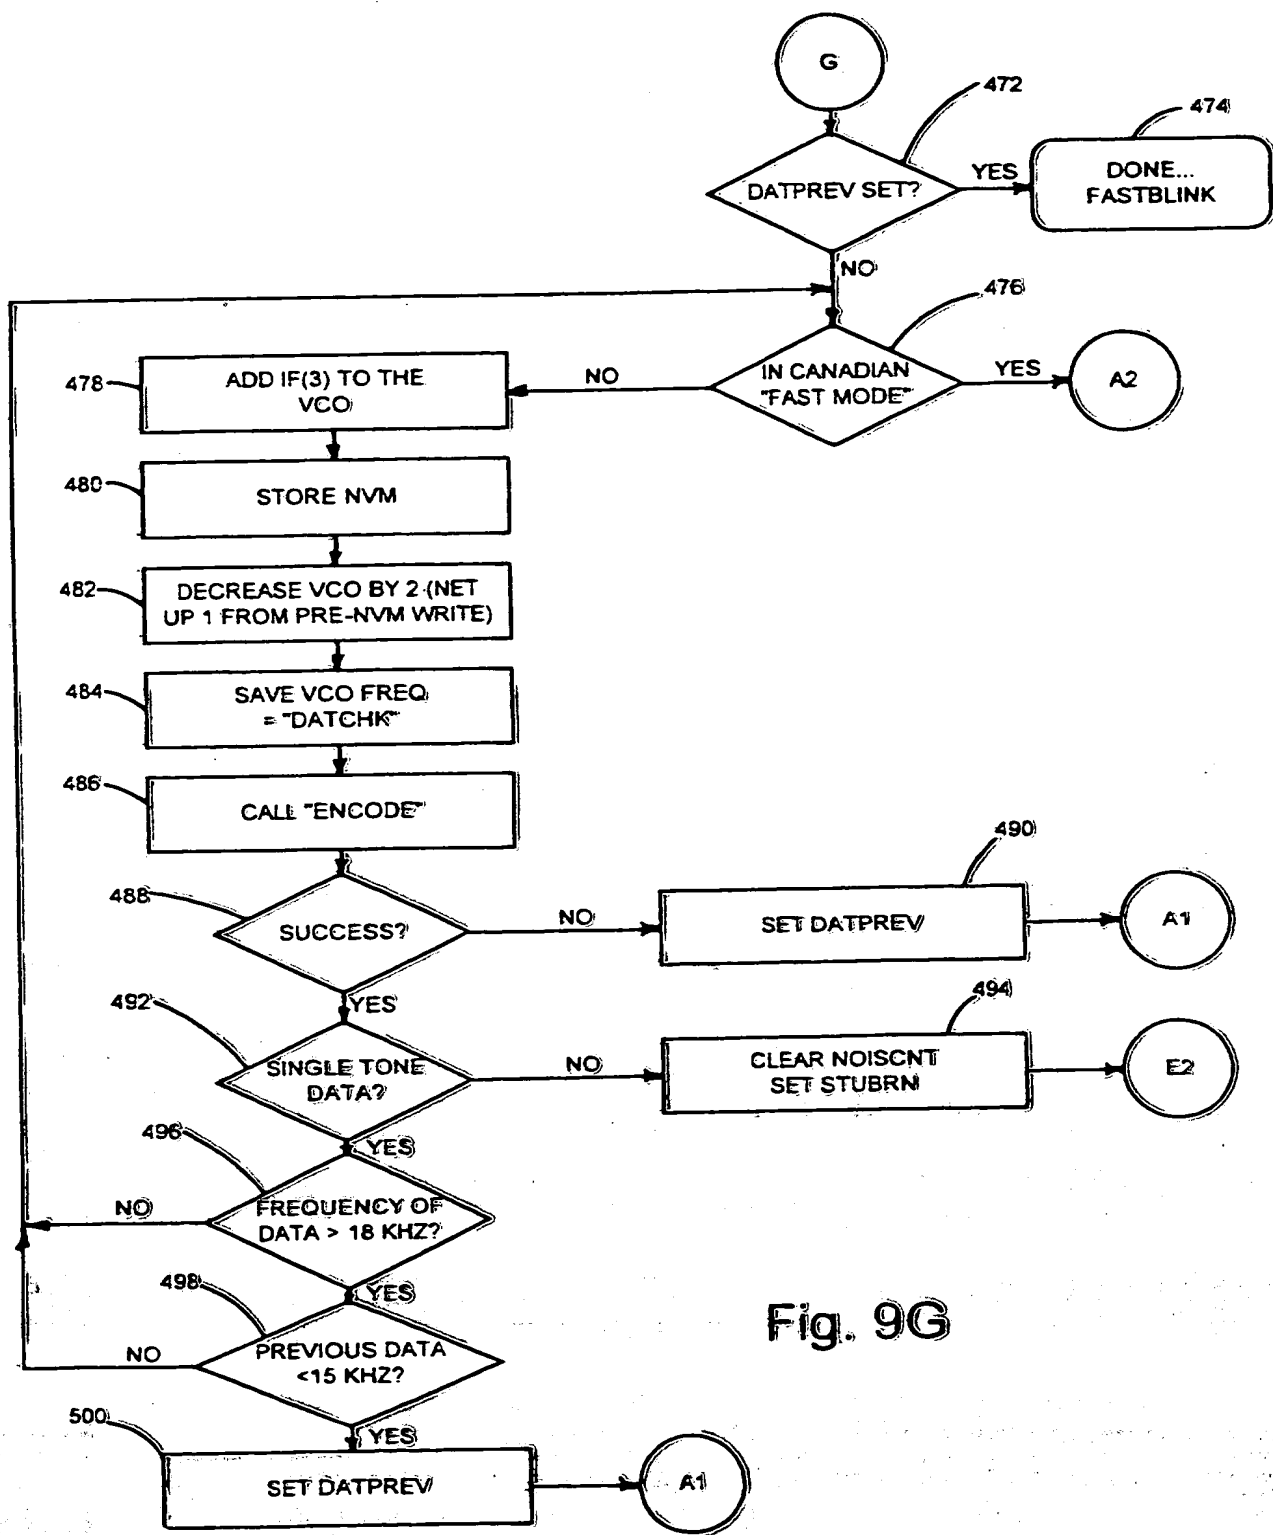 G
472
474
DATPREV SET?
YES
DONE...
FASTBLINK
NO
476
478
ADD IF(3) TO THE
VCO
NO
IN CANADIAN
"FAST MODE"
YES
A2
480
STORE NVM
482
DECREASE VCO BY 2 (NET
UP 1 FROM PRE-NVM WRITE)
484
SAVE VCO FREQ
= "DATCHK"
486
CALL "ENCODE"
488
SUCCESS?
NO
490
SET DATPREV
A1
YES
492
SINGLE TONE
DATA?
NO
494
CLEAR NOISCNT
SET STUBRN
E2
YES
496
NO
FREQUENCY OF
DATA > 18 KHZ?
YES
498
NO
PREVIOUS DATA
<15 KHZ?
Fig. 9G
YES
500
SET DATPREV
A1